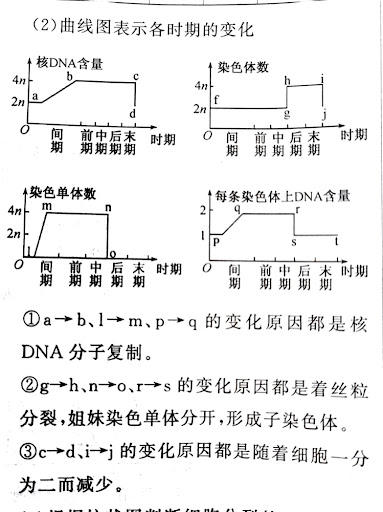 (2)曲线图表示各时期的变化
核DNA含量
4n
2n
a
b
c
d
O
间期
前期
中期
后期
末期
时期
染色体数
4n
2n
f
g
h
i
j
O
间期
前期
中期
后期
末期
时期
染色单体数
4n
2n
l
m
n
o
O
间期
前期
中期
后期
末期
时期
每条染色体上DNA含量
2
1
p
q
r
s
t
O
间期
前期
中期
后期
末期
时期
①a→b、l→m、p→q 的变化原因都是核
DNA 分子复制。
②g→h、n→o、r→s 的变化原因都是着丝粒
分裂,姐妹染色单体分开,形成子染色体。
③c→d、i→j 的变化原因都是随着细胞一分
为二而减少。